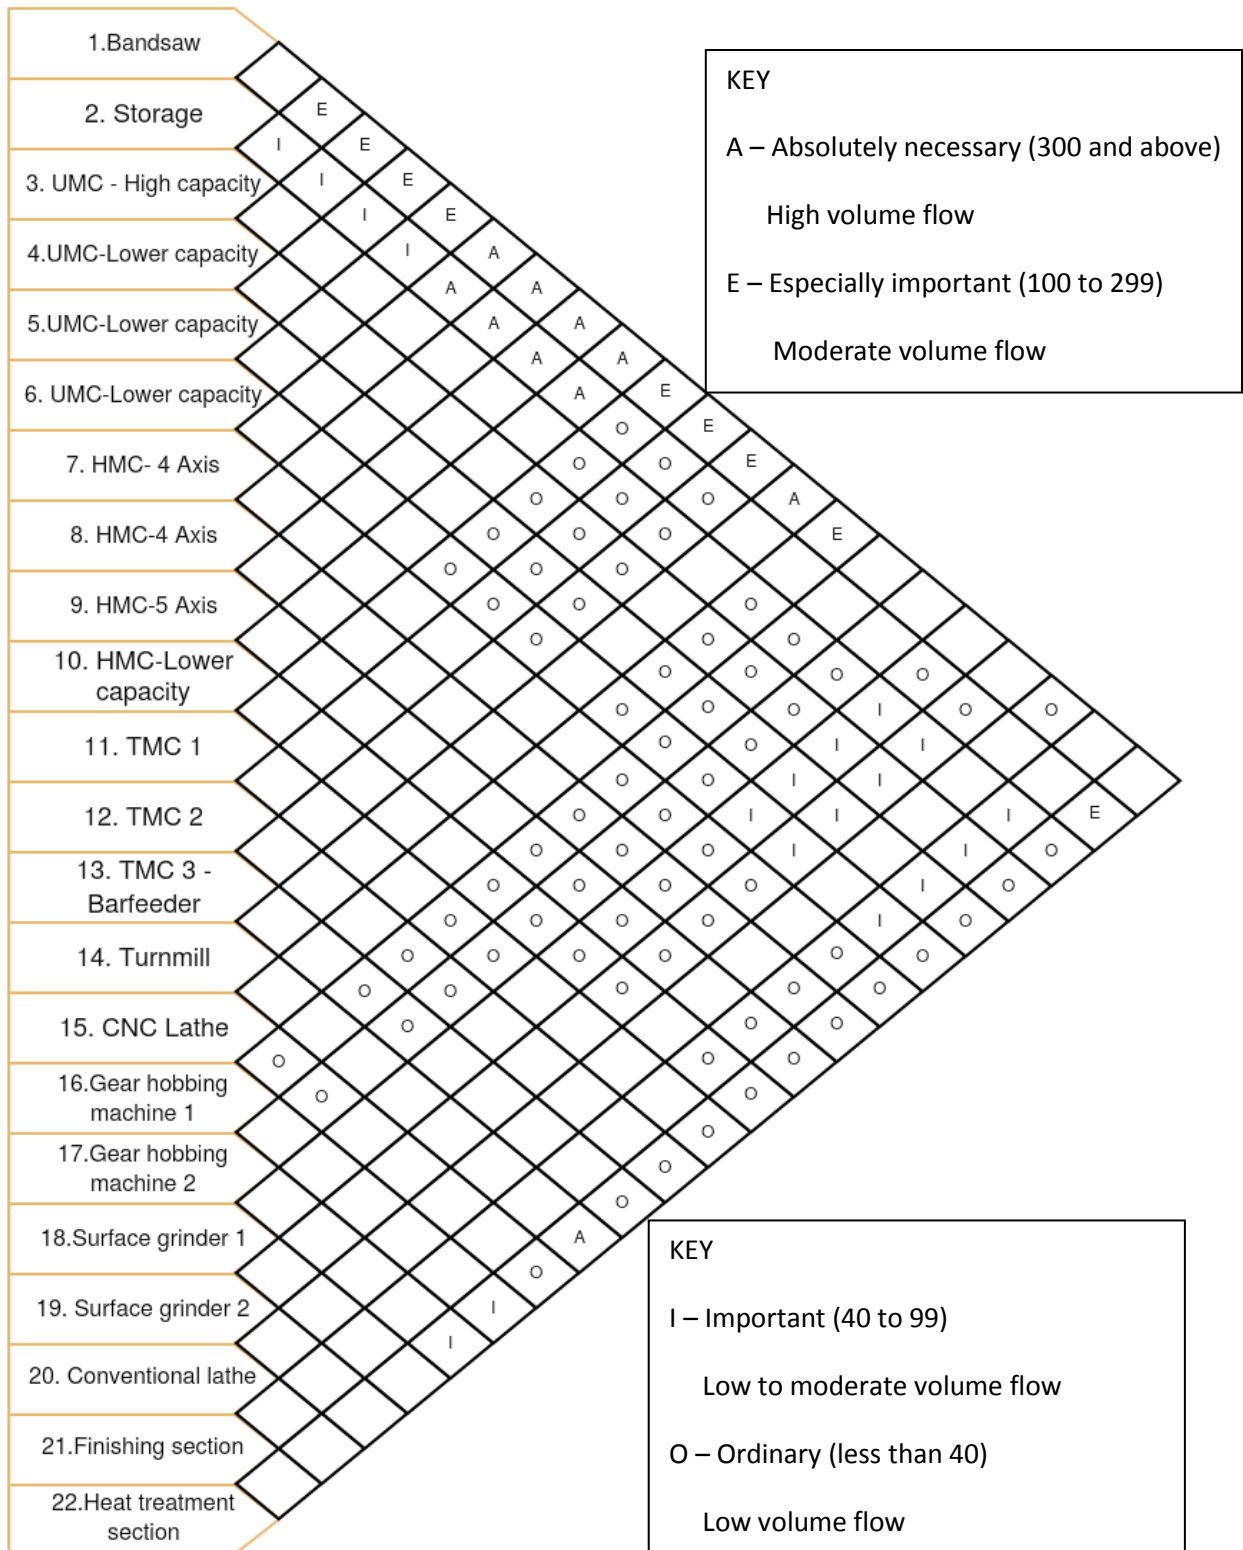 1.Bandsaw
2. Storage
3. UMC - High capacity
4.UMC-Lower capacity
5.UMC-Lower capacity
6. UMC-Lower capacity
7. HMC- 4 Axis
8. HMC-4 Axis
9. HMC-5 Axis
10. HMC-Lower
capacity
11. TMC 1
12. TMC 2
13. TMC 3 -
Barfeeder
14. Turnmill
15. CNC Lathe
16.Gear hobbing
machine 1
17.Gear hobbing
machine 2
18.Surface grinder 1
19. Surface grinder 2
20. Conventional lathe
21.Finishing section
22.Heat treatment
section
E
I E
I E
I E
I A
A A
A A
A A
A E
O E
O O E
O O O A
O O O E
O O O
O O O
O O O
O O O O
O O O I O O
O O I I
O O I I
O O I I I E
O O O I I O
O O O O I O
O O O O I O
O O O O O O
O O O O O
O O O
O O O
O O
O
O
O
A
O
I
I
KEY
A – Absolutely necessary (300 and above)
High volume flow
E – Especially important (100 to 299)
Moderate volume flow
KEY
I – Important (40 to 99)
Low to moderate volume flow
O – Ordinary (less than 40)
Low volume flow